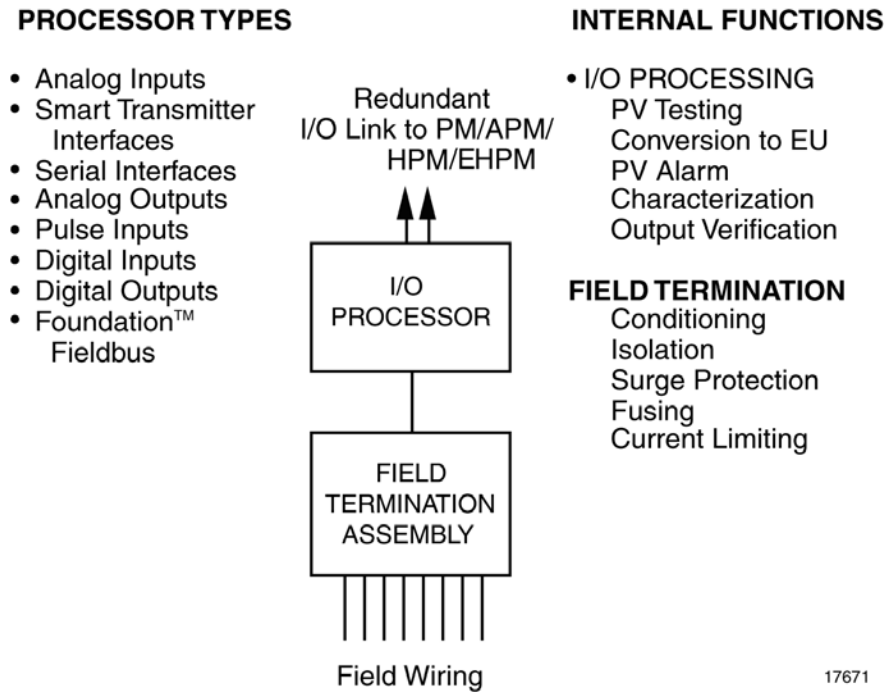 PROCESSOR TYPES
• Analog Inputs
• Smart Transmitter
Interfaces
• Serial Interfaces
• Analog Outputs
• Pulse Inputs
• Digital Inputs
• Digital Outputs
• Foundation™
Fieldbus
Redundant
I/O Link to PM/APM/
HPM/EHPM
I/O
PROCESSOR
FIELD
TERMINATION
ASSEMBLY
Field Wiring
INTERNAL FUNCTIONS
• I/O PROCESSING
PV Testing
Conversion to EU
PV Alarm
Characterization
Output Verification
FIELD TERMINATION
Conditioning
Isolation
Surge Protection
Fusing
Current Limiting
17671